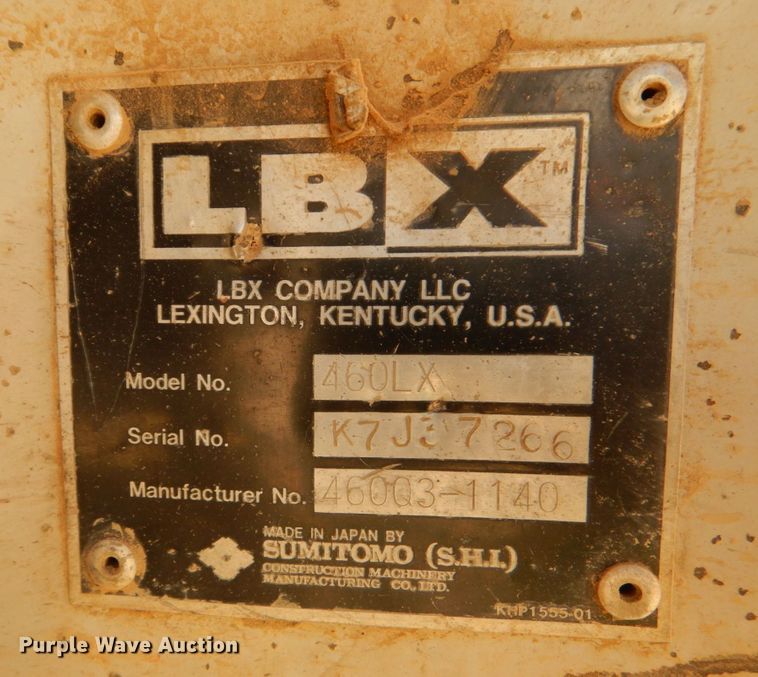 LBX™
LBX COMPANY LLC
LEXINGTON, KENTUCKY, U.S.A.
Model No. 460LX
Serial No. K7J37266
Manufacturer No. 460Q3-1140
MADE IN JAPAN BY
SUMITOMO (S.H.I.)
CONSTRUCTION MACHINERY
MANUFACTURING CO., LTD.
KHP1555-01
Purple Wave Auction